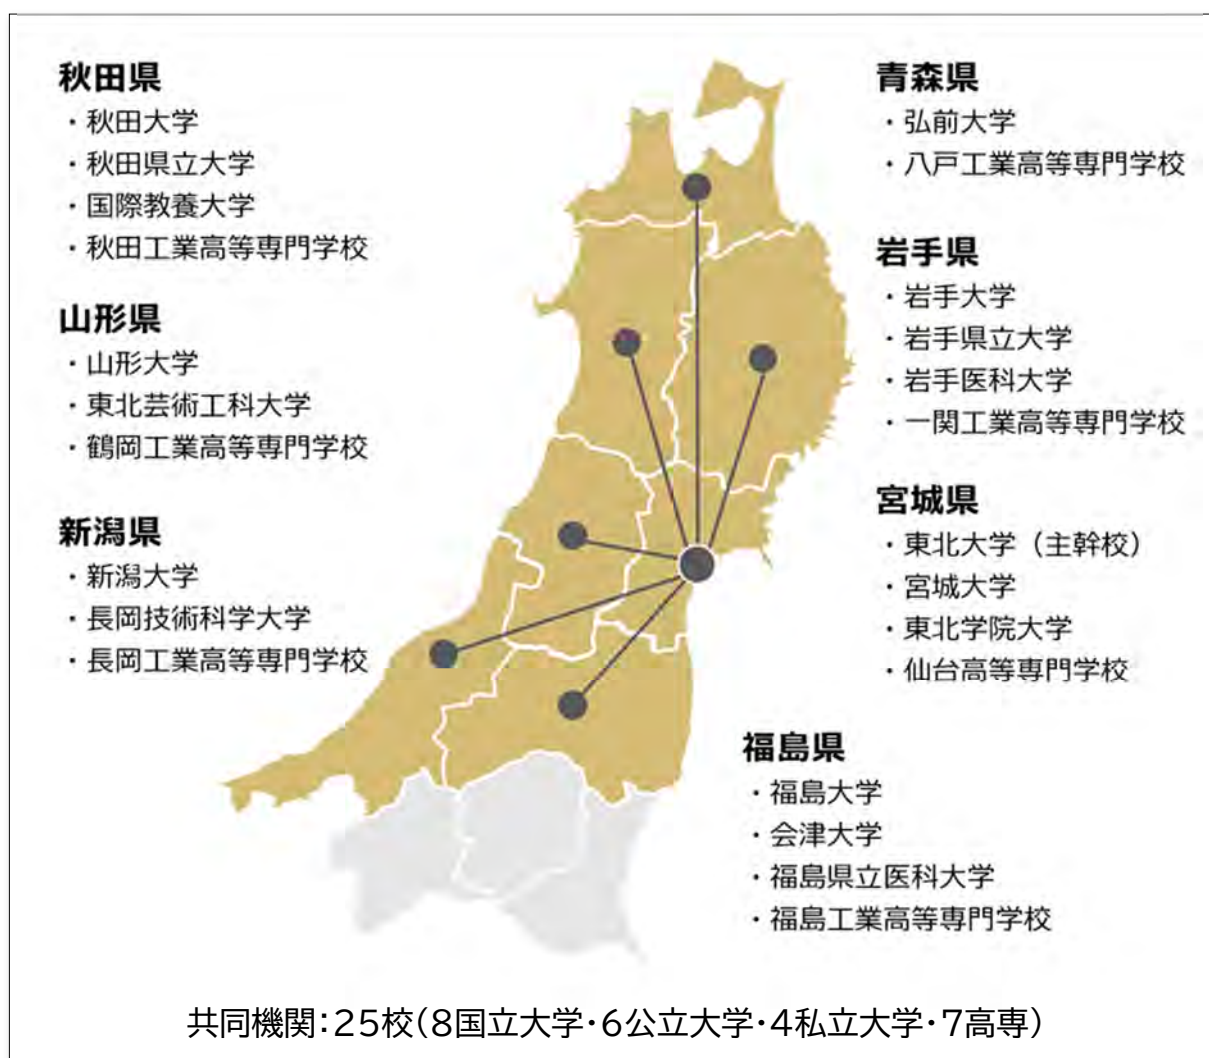 秋田県
・秋田大学
・秋田県立大学
・国際教養大学
・秋田工業高等専門学校
山形県
・山形大学
・東北芸術工科大学
・鶴岡工業高等専門学校
新潟県
・新潟大学
・長岡技術科学大学
・長岡工業高等専門学校
青森県
・弘前大学
・八戸工業高等専門学校
岩手県
・岩手大学
・岩手県立大学
・岩手医科大学
・一関工業高等専門学校
宮城県
・東北大学（主幹校）
・宮城大学
・東北学院大学
・仙台高等専門学校
福島県
・福島大学
・会津大学
・福島県立医科大学
・福島工業高等専門学校
共同機関：25校（8国立大学・6公立大学・4私立大学・7高専）